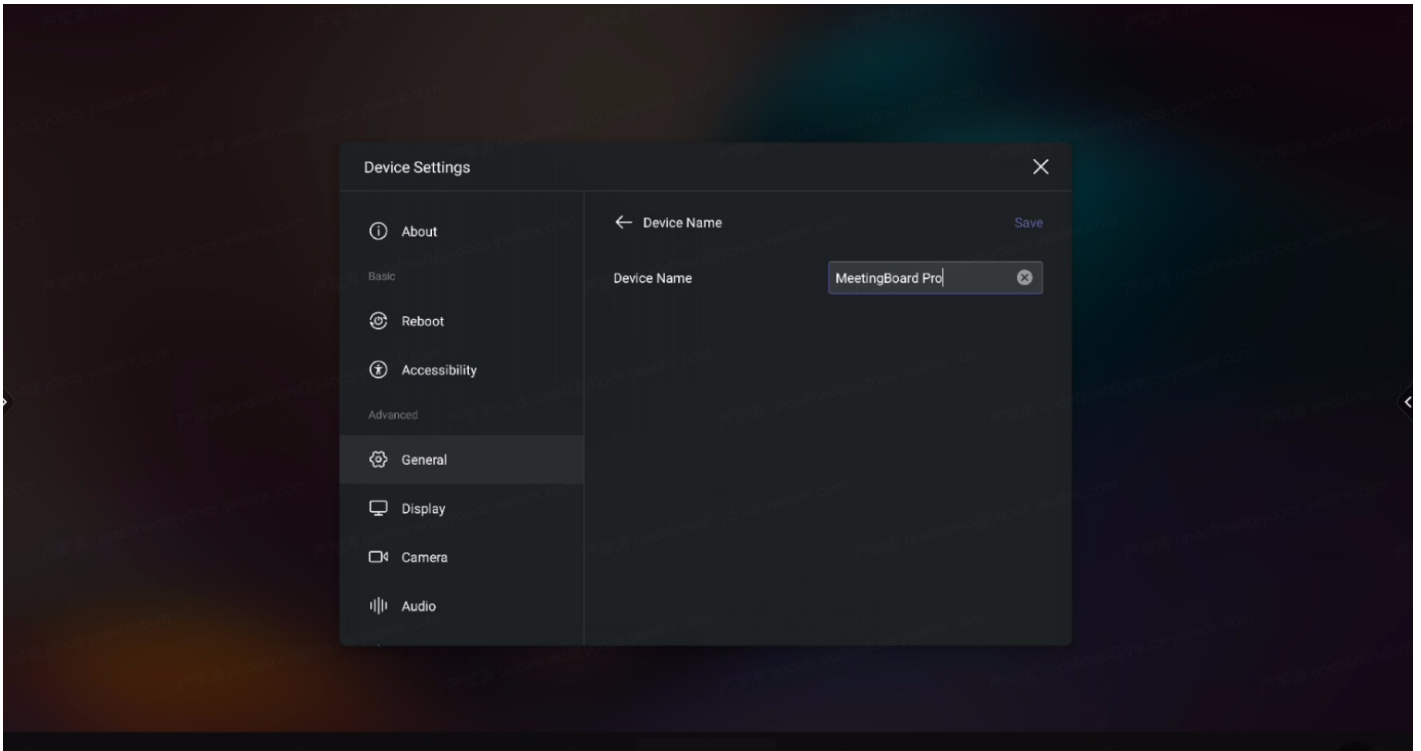 Device Settings
About
Basic
Reboot
Accessibility
Advanced
General
Display
Camera
Audio
Device Name
Save
Device Name
MeetingBoard Pro